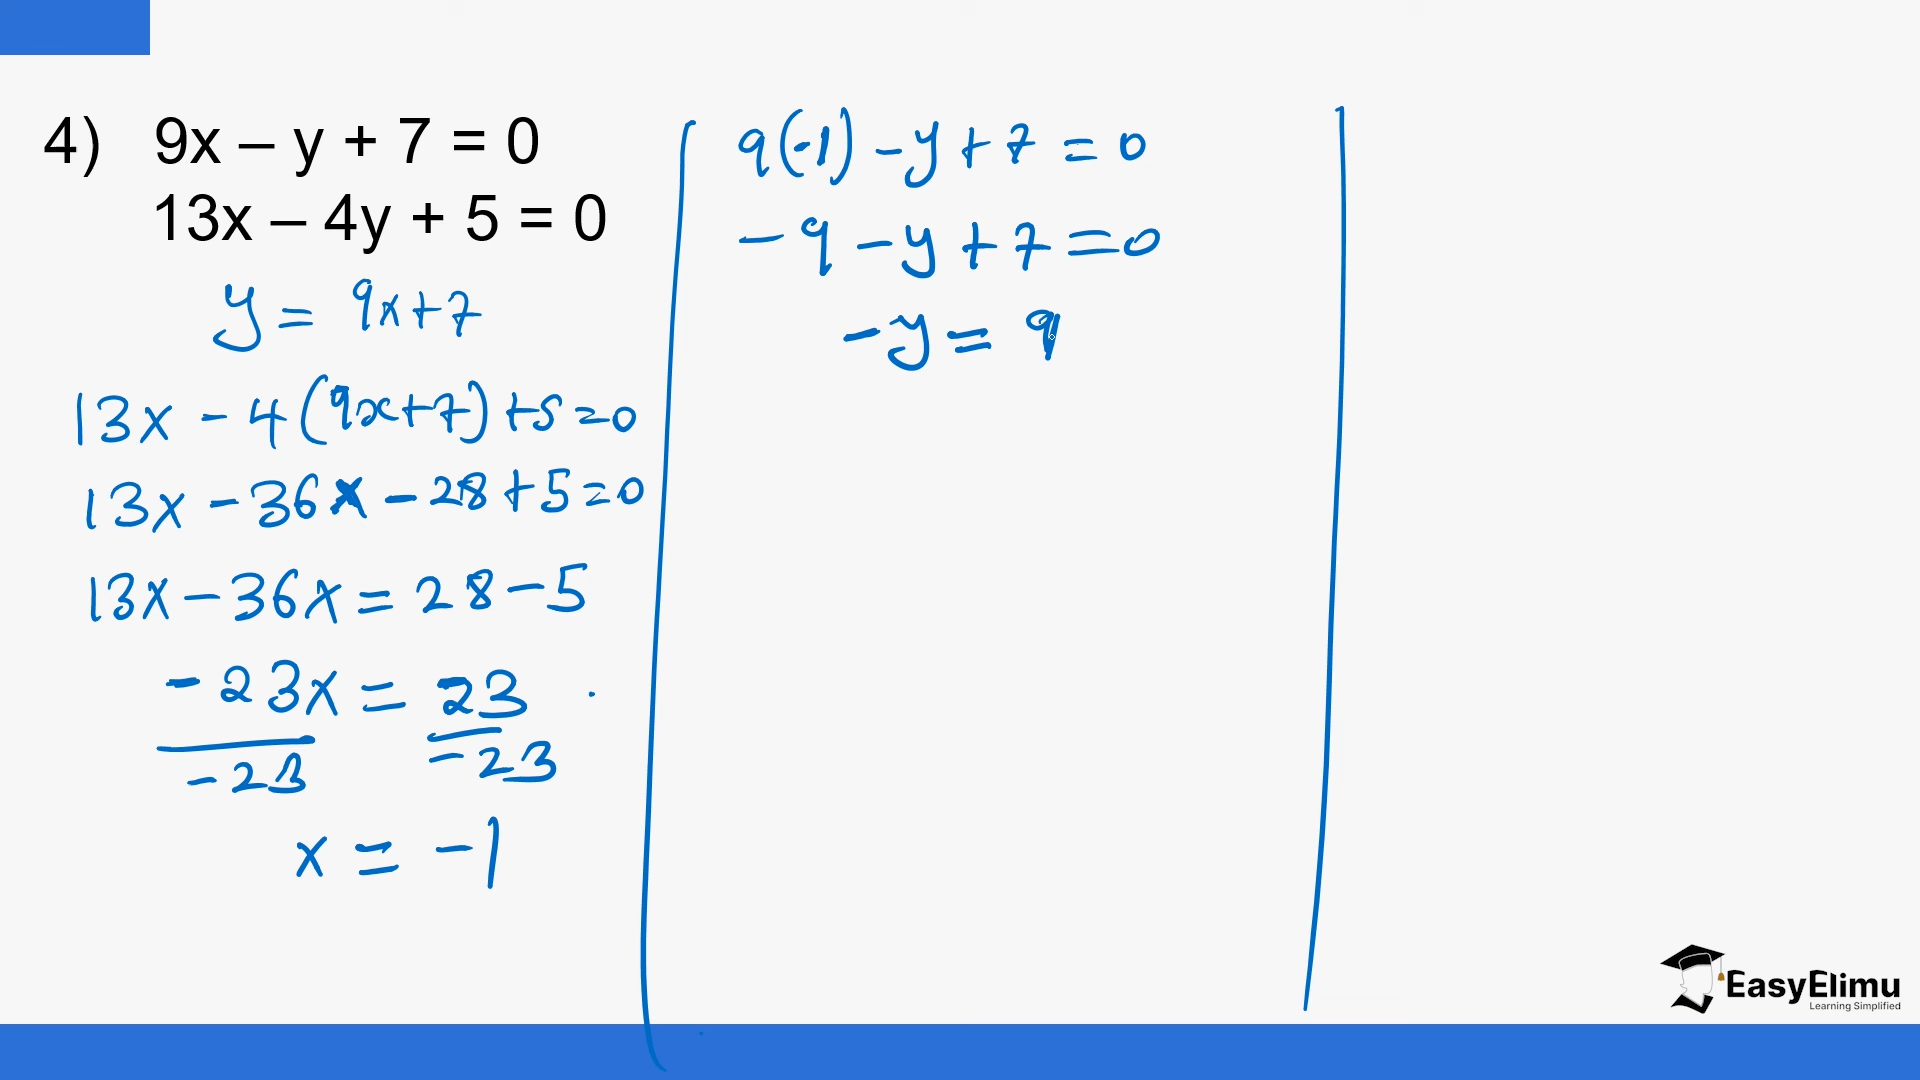 4) 9x – y + 7 = 0
13x – 4y + 5 = 0
y = 9x+7
13x - 4(9x+7) +5 =0
13x - 36x - 28 + 5 =0
13x - 36x = 28 - 5
-23x = 23
-23 -23
x = -1
9(-1) - y + 7 = 0
-9 - y + 7 = 0
-y = 9
EasyElimu
Learning Simplified